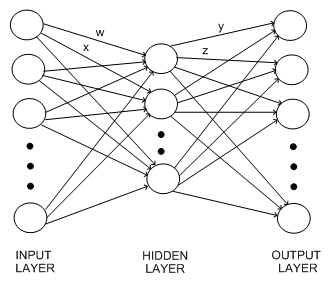 w
x
y
z
INPUT
LAYER
HIDDEN
LAYER
OUTPUT
LAYER